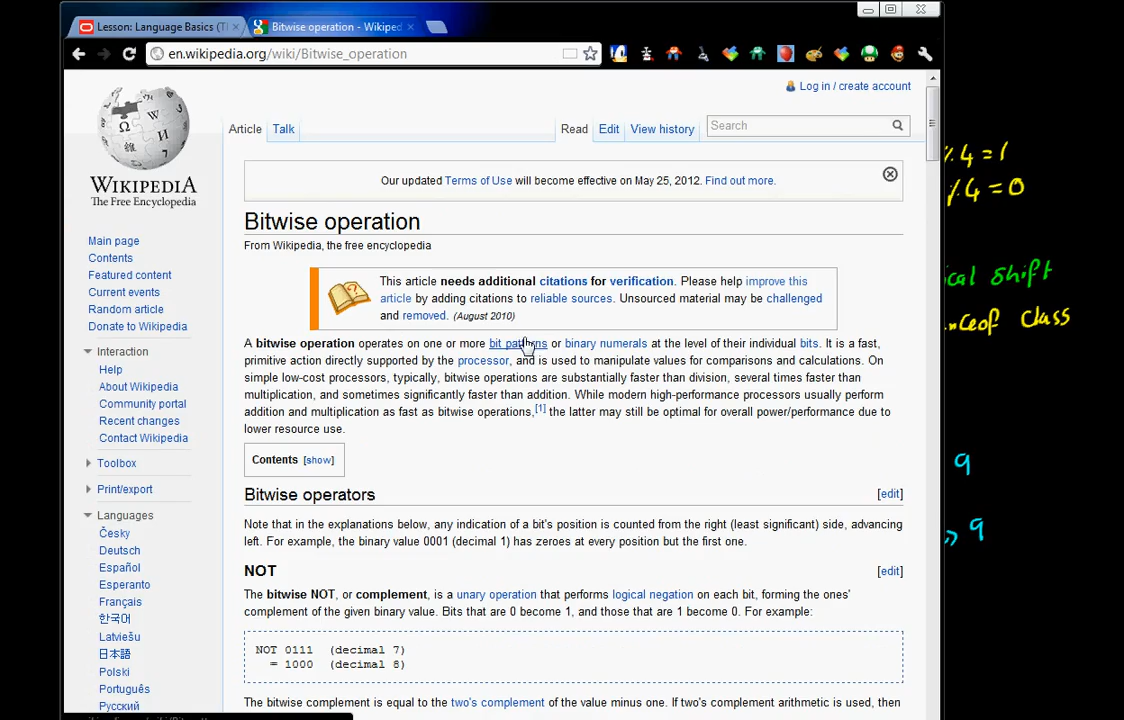 Lesson: Language Basics (Tl
Bitwise operation - Wikiped
en.wikipedia.org/wiki/Bitwise_operation
Log in / create account
Article Talk
Read Edit View history
Search
WIKIPEDIA
The Free Encyclopedia
Our updated Terms of Use will become effective on May 25, 2012. Find out more.
Bitwise operation
From Wikipedia, the free encyclopedia
This article needs additional citations for verification. Please help improve this
article by adding citations to reliable sources. Unsourced material may be challenged
and removed. (August 2010)
A bitwise operation operates on one or more bit patterns or binary numerals at the level of their individual bits. It is a fast,
primitive action directly supported by the processor, and is used to manipulate values for comparisons and calculations. On
simple low-cost processors, typically, bitwise operations are substantially faster than division, several times faster than
multiplication, and sometimes significantly faster than addition. While modern high-performance processors usually perform
addition and multiplication as fast as bitwise operations,[1] the latter may still be optimal for overall power/performance due to
lower resource use.
Contents [show]
Bitwise operators [edit]
Note that in the explanations below, any indication of a bit's position is counted from the right (least significant) side, advancing
left. For example, the binary value 0001 (decimal 1) has zeroes at every position but the first one.
NOT [edit]
The bitwise NOT, or complement, is a unary operation that performs logical negation on each bit, forming the ones'
complement of the given binary value. Bits that are 0 become 1, and those that are 1 become 0. For example:
NOT 0111 (decimal 7)
= 1000 (decimal 8)
The bitwise complement is equal to the two's complement of the value minus one. If two's complement arithmetic is used, then
Main page
Contents
Featured content
Current events
Random article
Donate to Wikipedia
Interaction
Help
About Wikipedia
Community portal
Recent changes
Contact Wikipedia
Toolbox
Print/export
Languages
Česky
Deutsch
Español
Esperanto
Français
한국어
Latviešu
日本語
Polski
Português
Русский
% 4 = 1
% 4 = 0
ical shift
nceof class
9
>> 9